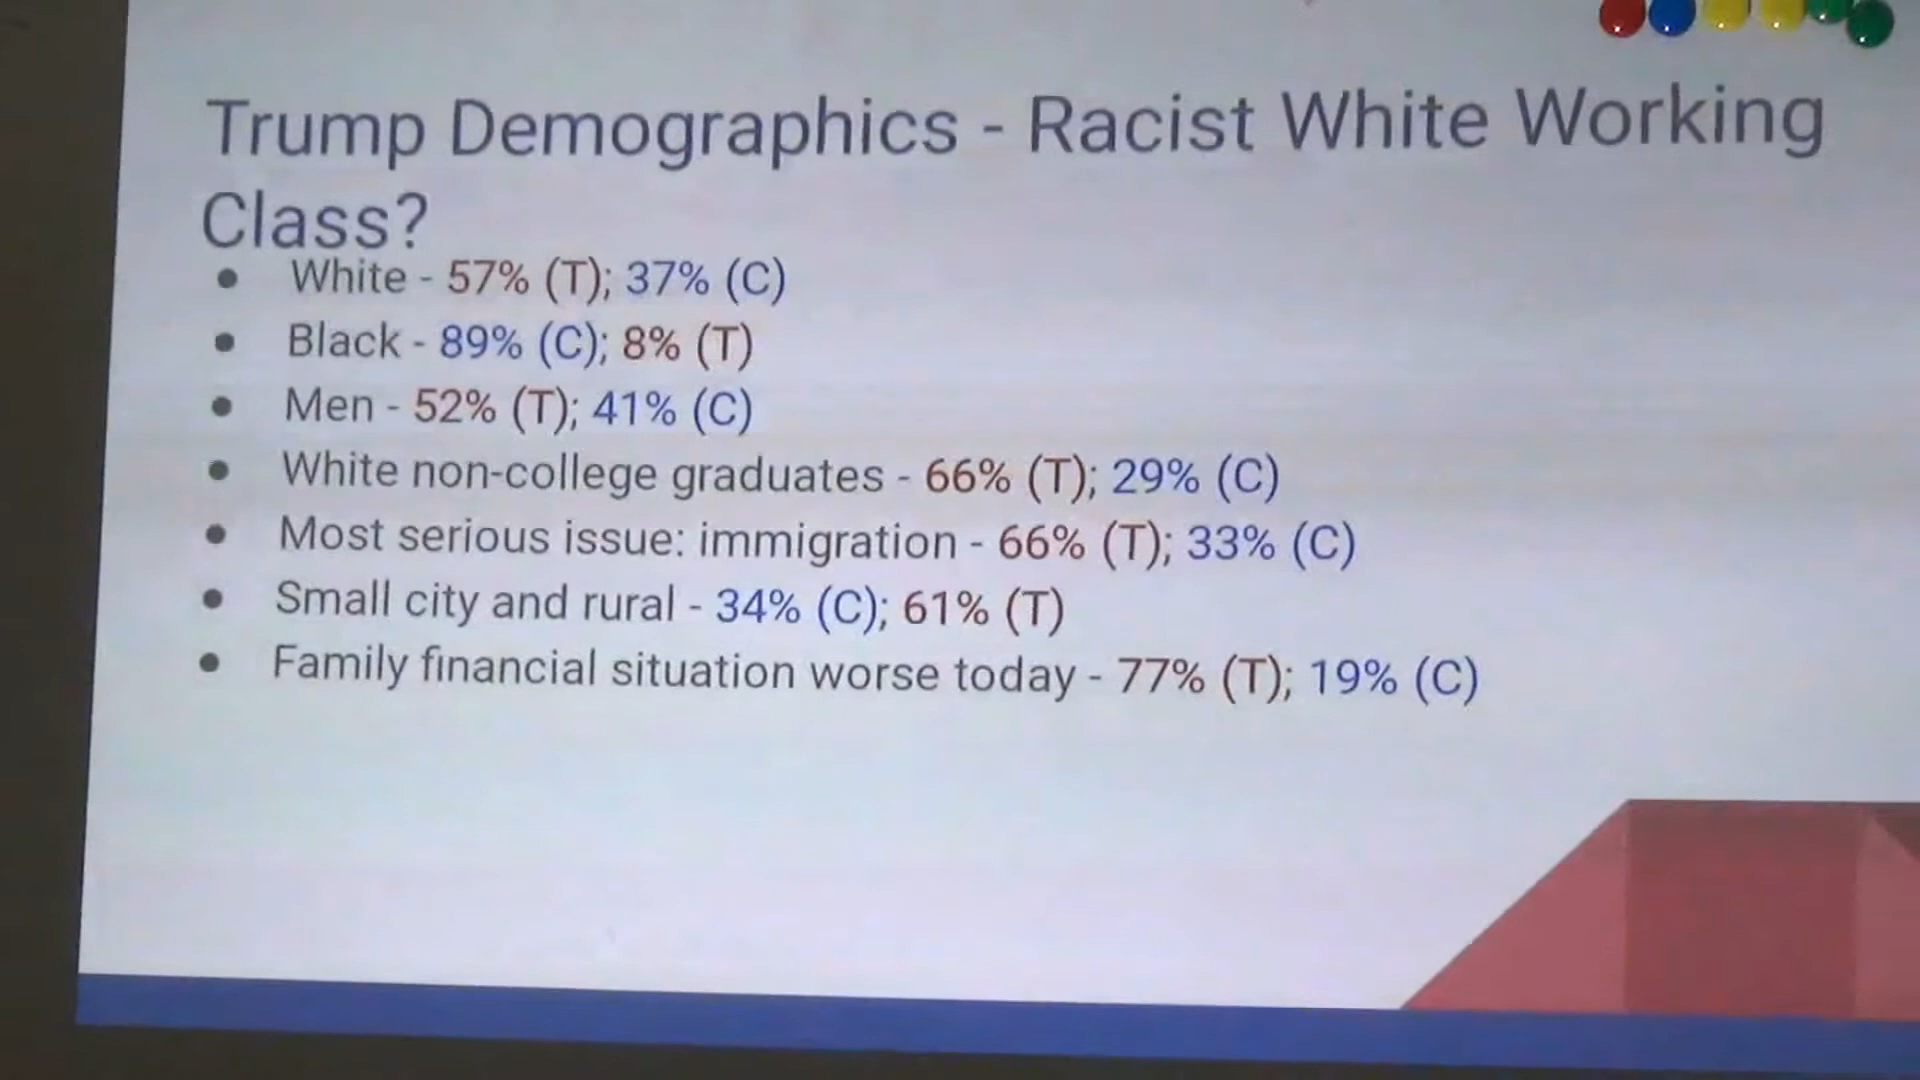 Trump Demographics - Racist White Working
Class?
● White - 57% (T); 37% (C)
● Black - 89% (C); 8% (T)
● Men - 52% (T); 41% (C)
● White non-college graduates - 66% (T); 29% (C)
● Most serious issue: immigration - 66% (T); 33% (C)
● Small city and rural - 34% (C); 61% (T)
● Family financial situation worse today - 77% (T); 19% (C)